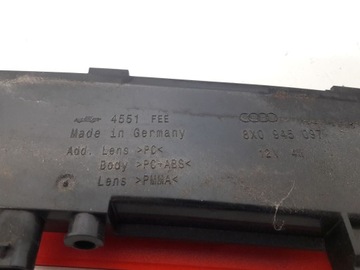 4551 FEE
Made in Germany
Add. Lens >PC<
Body >PC-ABS<
Lens >PMMA<
8X0 945 097
12V 4W